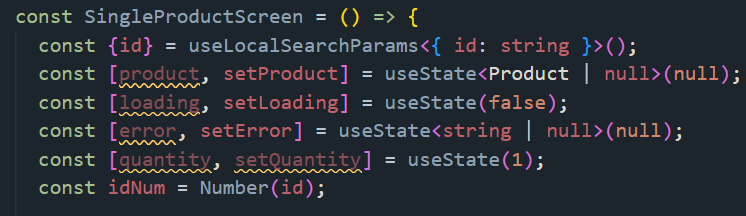 const SingleProductScreen = () => {
const {id} = useLocalSearchParams<{ id: string }>();
const [product, setProduct] = useState<Product | null>(null);
const [loading, setLoading] = useState(false);
const [error, setError] = useState<string | null>(null);
const [quantity, setQuantity] = useState(1);
const idNum = Number(id);